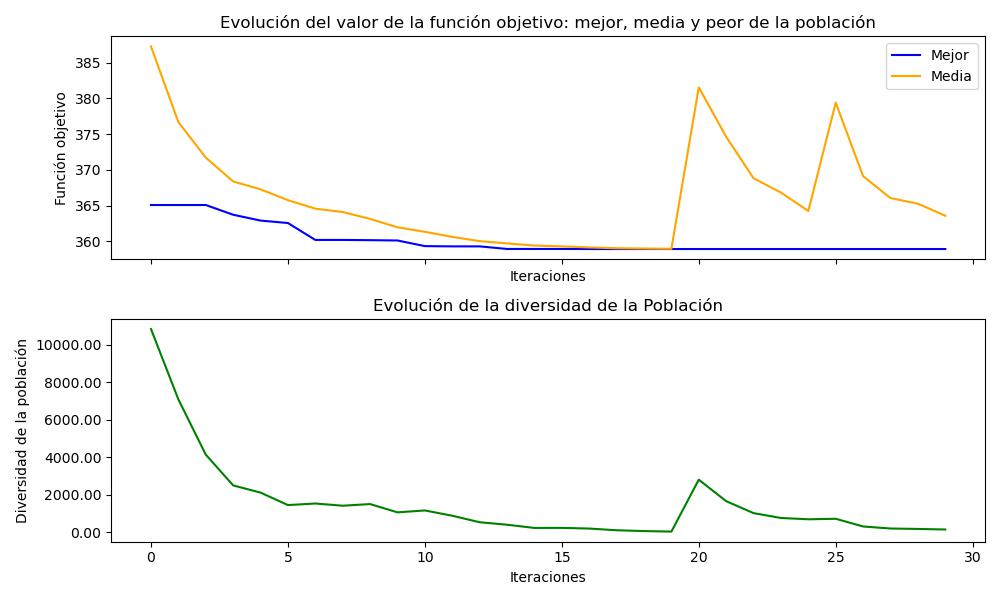 Evolución del valor de la función objetivo: mejor, media y peor de la población
Función objetivo
385
380
375
370
365
360
Mejor
Media
Iteraciones
Evolución de la diversidad de la Población
Diversidad de la población
10000.00
8000.00
6000.00
4000.00
2000.00
0.00
0 5 10 15 20 25 30
Iteraciones